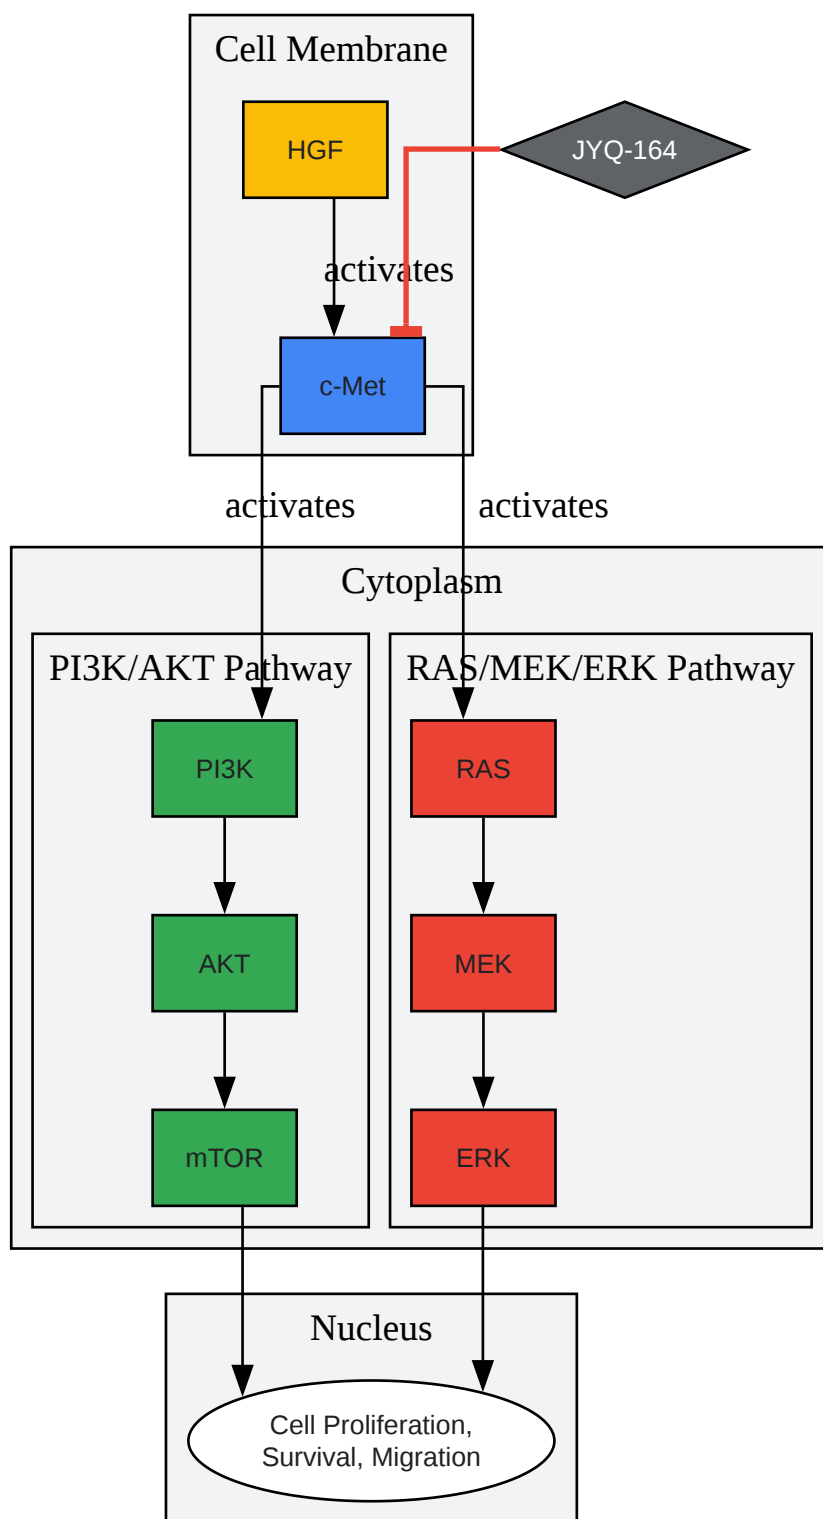 Cell Membrane
HGF
JYQ-164
activates
c-Met
activates
activates
Cytoplasm
PI3K/AKT Pathway
RAS/MEK/ERK Pathway
PI3K
RAS
AKT
MEK
mTOR
ERK
Nucleus
Cell Proliferation,
Survival, Migration